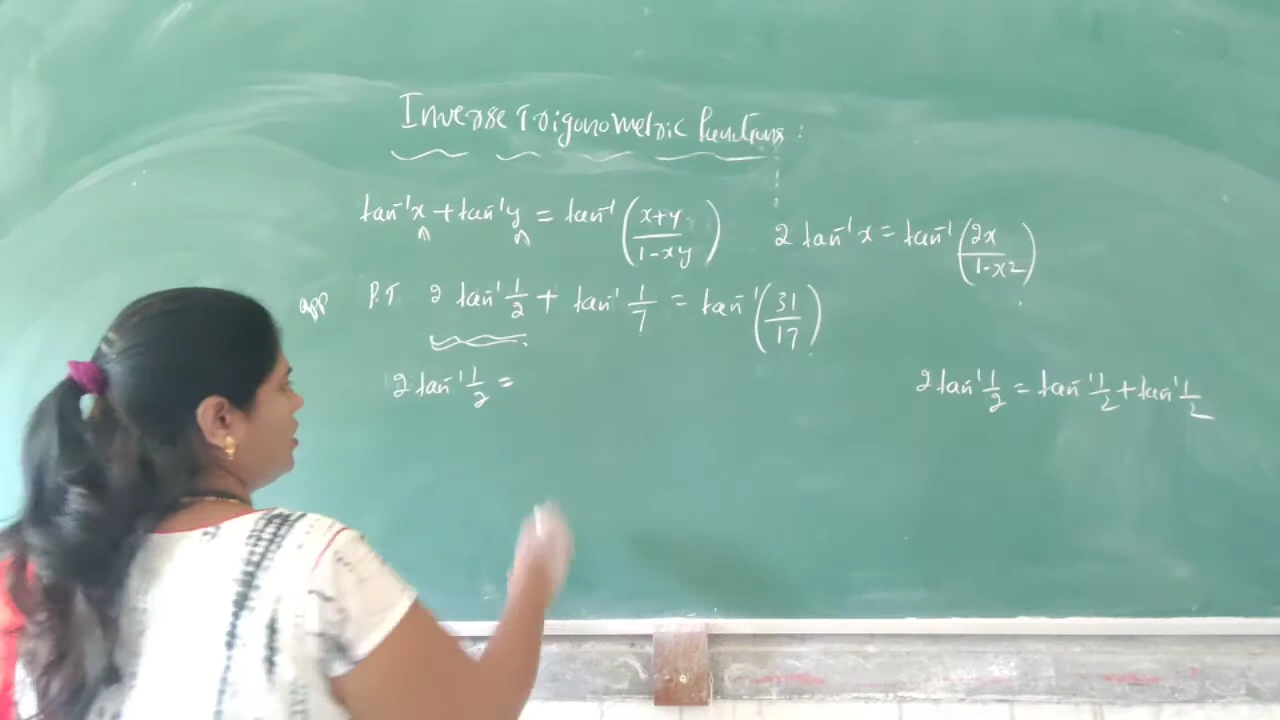 Inverse Trigonometric Functions :
tan⁻¹x + tan⁻¹y = tan⁻¹ (x+y / 1-xy)
2 tan⁻¹x = tan⁻¹ (2x / 1-x2)
app P.T 2 tan⁻¹ 1/2 + tan⁻¹ 1/7 = tan⁻¹ (31/17)
2 tan⁻¹ 1/2 =
2 tan⁻¹ 1/2 = tan⁻¹ 1/2 + tan⁻¹ 1/2